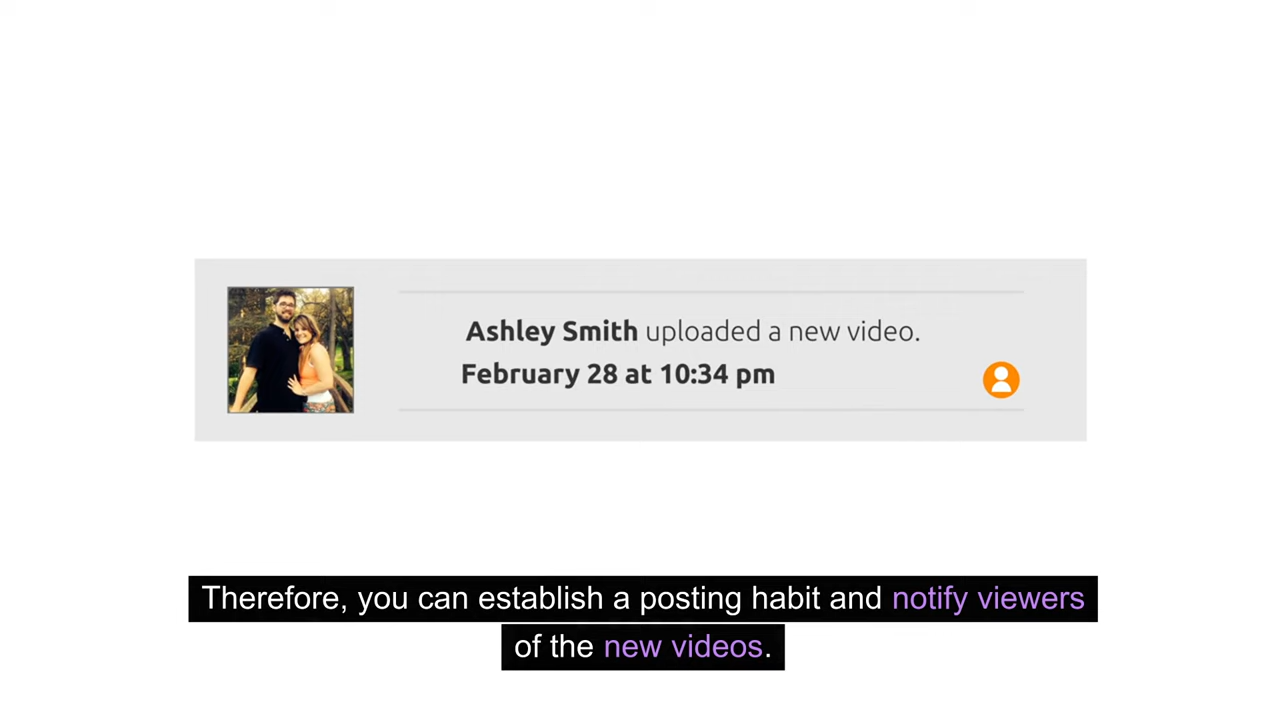 Ashley Smith uploaded a new video.
February 28 at 10:34 pm
Therefore, you can establish a posting habit and notify viewers
of the new videos.